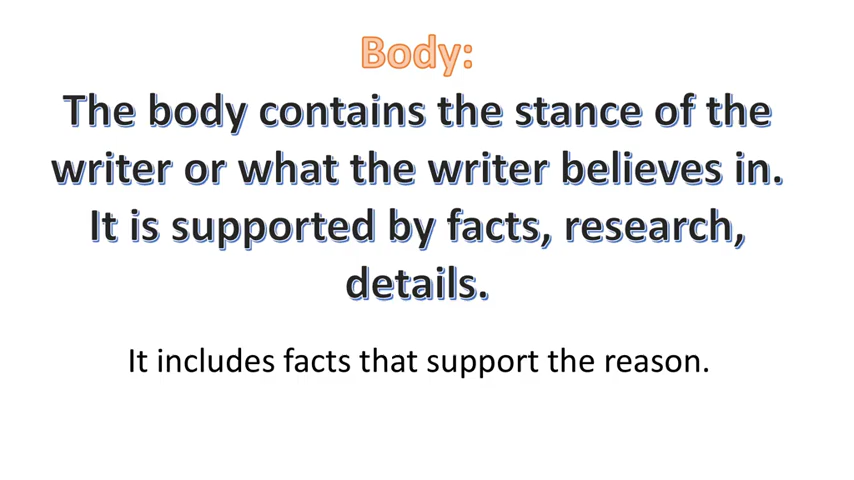 Body:
The body contains the stance of the
writer or what the writer believes in.
It is supported by facts, research,
details.
It includes facts that support the reason.